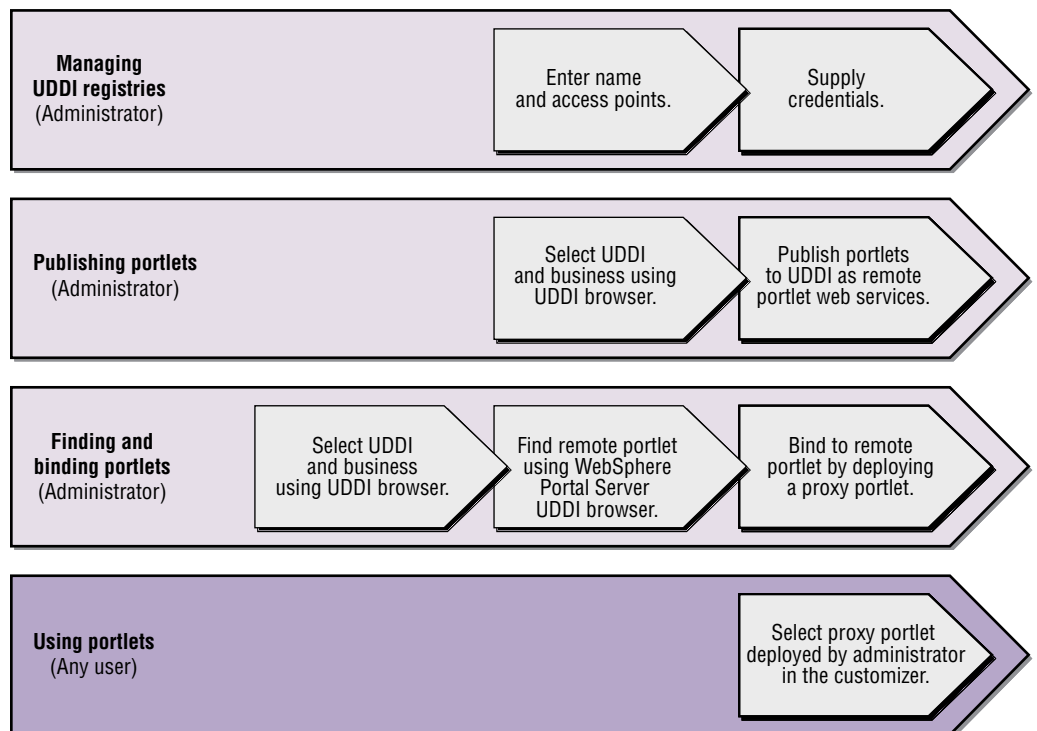 Managing
UDDI registries
(Administrator)
Enter name
and access points.
Supply
credentials.
Publishing portlets
(Administrator)
Select UDDI
and business using
UDDI browser.
Publish portlets
to UDDI as remote
portlet web services.
Finding and
binding portlets
(Administrator)
Select UDDI
and business
using UDDI browser.
Find remote portlet
using WebSphere
Portal Server
UDDI browser.
Bind to remote
portlet by deploying
a proxy portlet.
Using portlets
(Any user)
Select proxy portlet
deployed by administrator
in the customizer.